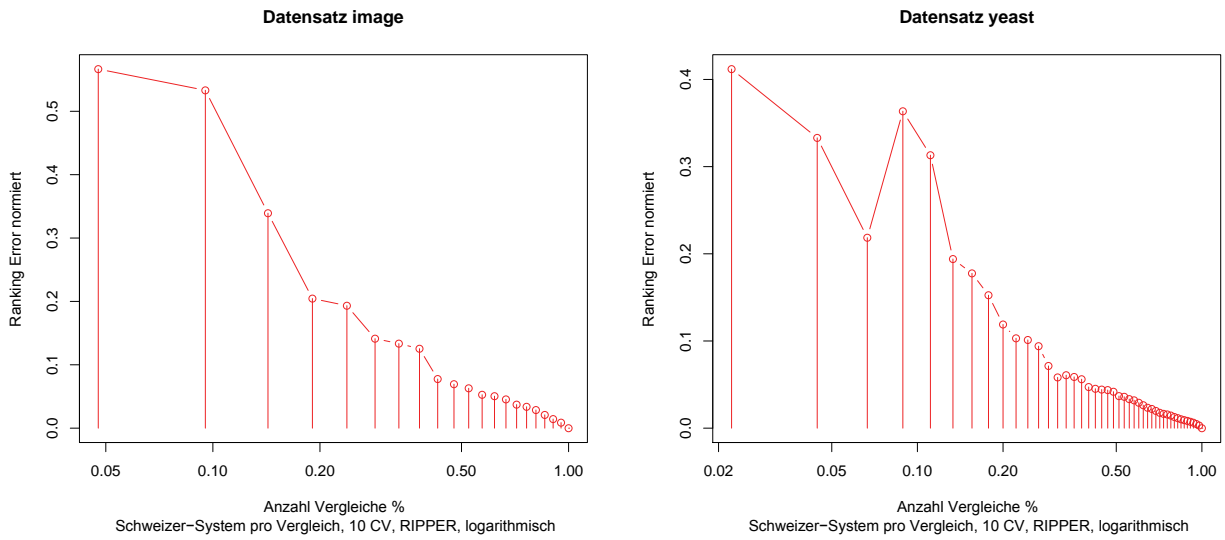 Datensatz image
Ranking Error normiert
0.0
0.1
0.2
0.3
0.4
0.5
0.05
0.10
0.20
0.50
1.00
Anzahl Vergleiche %
Schweizer−System pro Vergleich, 10 CV, RIPPER, logarithmisch
Datensatz yeast
Ranking Error normiert
0.0
0.1
0.2
0.3
0.4
0.02
0.05
0.10
0.20
0.50
1.00
Anzahl Vergleiche %
Schweizer−System pro Vergleich, 10 CV, RIPPER, logarithmisch